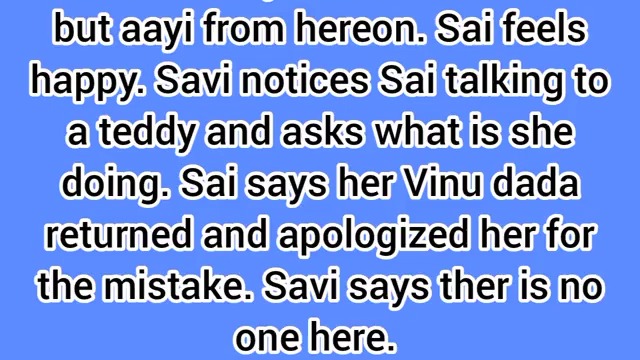 but aayi from hereon. Sai feels
happy. Savi notices Sai talking to
a teddy and asks what is she
doing. Sai says her Vinu dada
returned and apologized her for
the mistake. Savi says ther is no
one here.